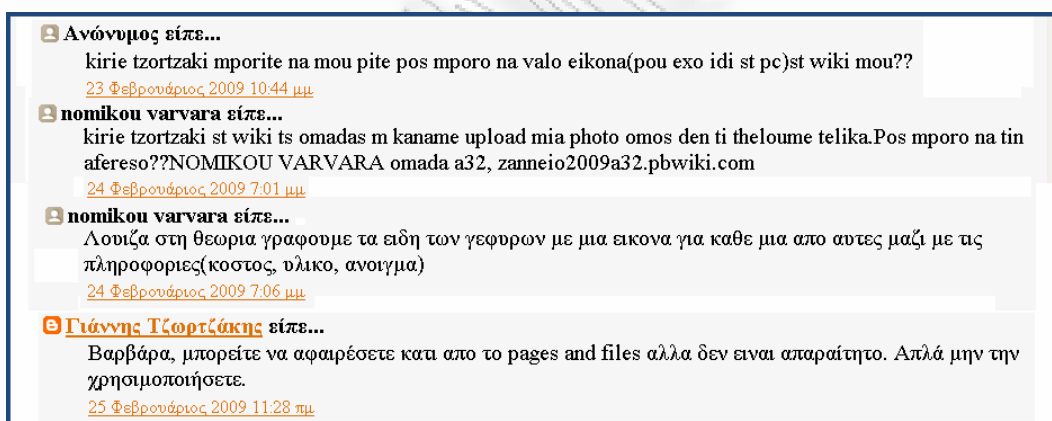 Ανώνυμος είπε...
kirie tzortzaki mporite na mou pite pos mporo na valo eikona(pou exo idi st pc)st wiki mou??
23 Φεβρουάριος 2009 10:44 μμ
nomikou varvara είπε...
kirie tzortzaki st wiki ts omadas m kaname upload mia photo omos den ti theloume telika.Pos mporo na tin
afereso??NOMIKOU VARVARA omada a32, zanneio2009a32.pbwiki.com
24 Φεβρουάριος 2009 7:01 μμ
nomikou varvara είπε...
Λουιζα στη θεωρια γραφουμε τα ειδη των γεφυρων με μια εικονα για καθε μια απο αυτες μαζι με τις
πληροφοριες(κοστος, υλικο, ανοιγμα)
24 Φεβρουάριος 2009 7:06 μμ
Γιάννης Τζωρτζάκης είπε...
Βαρβάρα, μπορείτε να αφαιρέσετε κατι απο το pages and files αλλα δεν ειναι απαραίτητο. Απλά μην την
χρησιμοποιήσετε.
25 Φεβρουάριος 2009 11:28 πμ